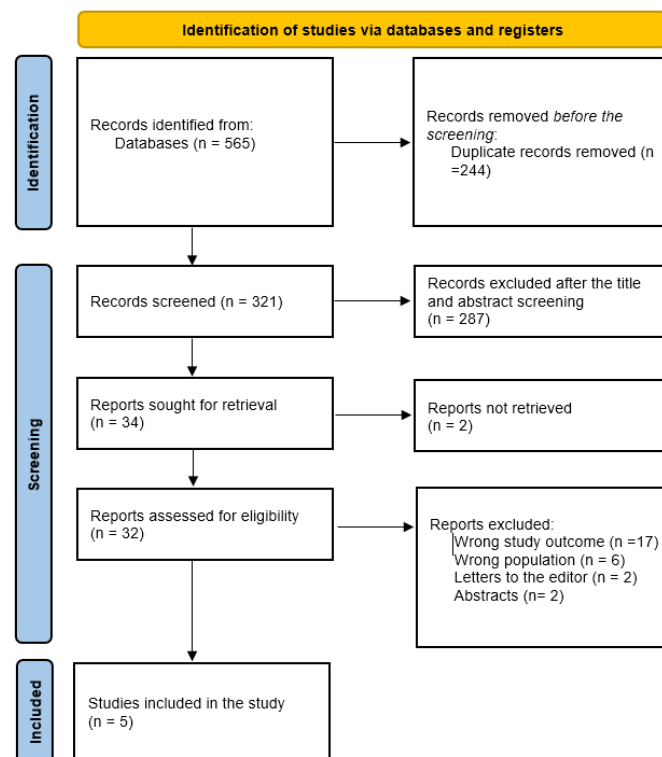 Identification of studies via databases and registers
Identification
Records identified from:
Databases (n = 565)
Records removed before the
screening:
Duplicate records removed (n
=244)
Screening
Records screened (n = 321)
Records excluded after the title
and abstract screening
(n = 287)
Reports sought for retrieval
(n = 34)
Reports not retrieved
(n = 2)
Reports assessed for eligibility
(n = 32)
Reports excluded:
Wrong study outcome (n =17)
Wrong population (n = 6)
Letters to the editor (n = 2)
Abstracts (n= 2)
Included
Studies included in the study
(n = 5)